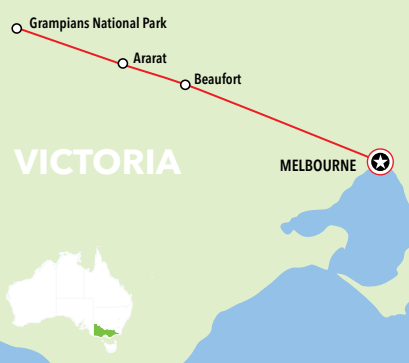 Grampians National Park
Ararat
Beaufort
VICTORIA
MELBOURNE